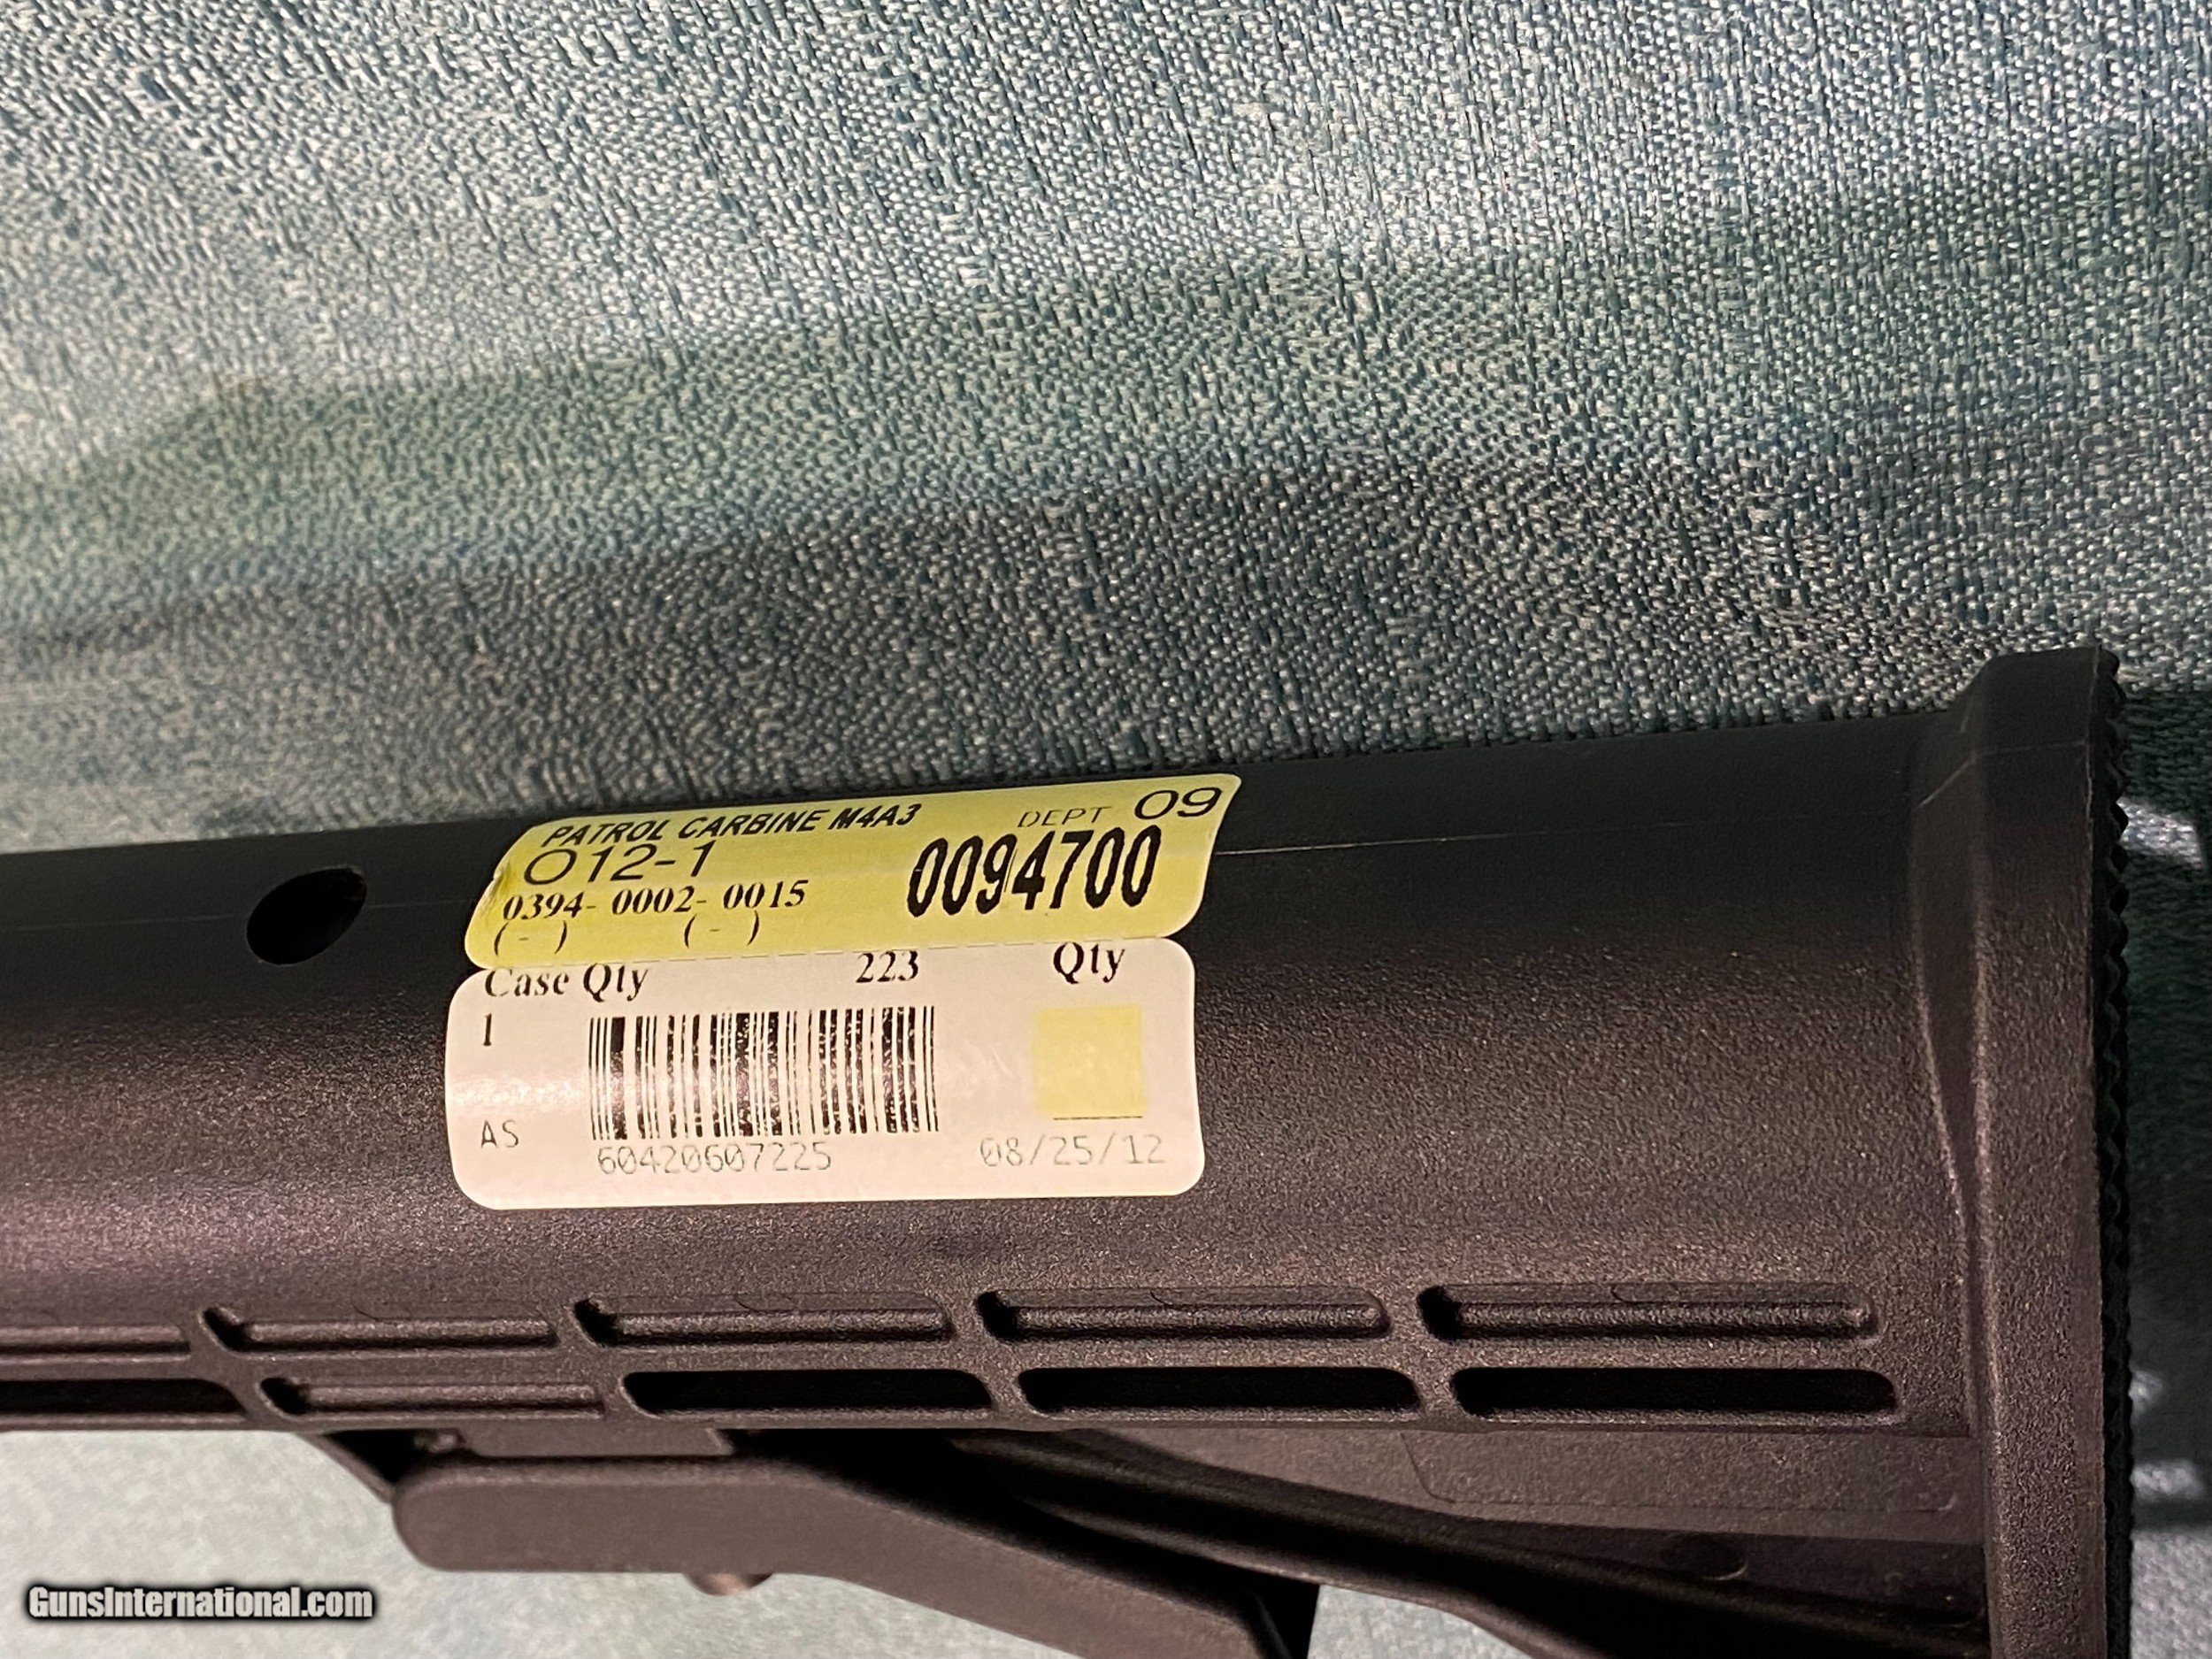 PATROL CARBINE M4A3 DEPT 09
012-1 0094700
0394- 0002- 0015
( - ) ( - )
Case Qty 223 Qty
1
AS 60420607225 08/25/12
GunsInternational.com